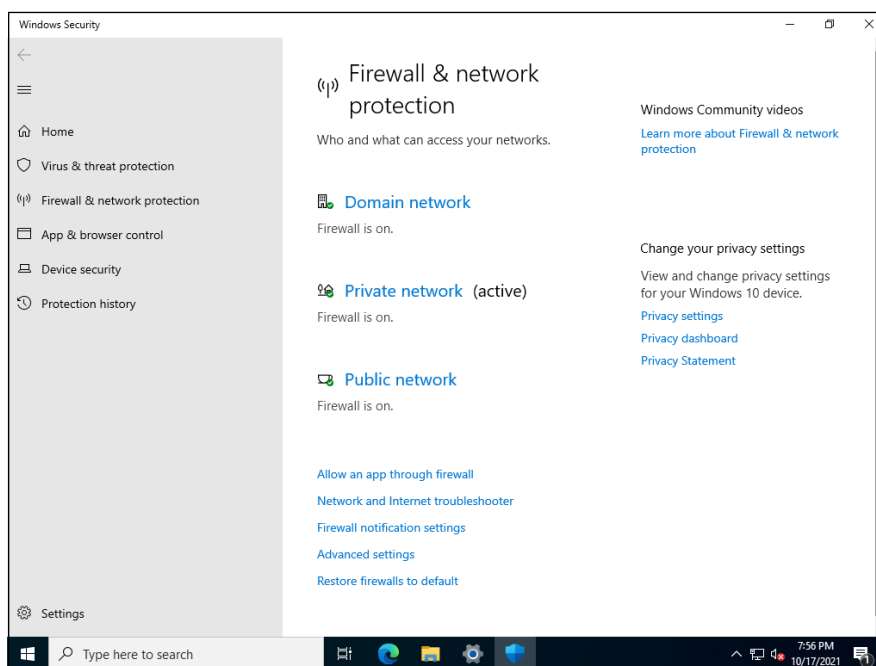 Windows Security
Home
Virus & threat protection
Firewall & network protection
App & browser control
Device security
Protection history
Settings
Firewall & network
protection
Who and what can access your networks.
Domain network
Firewall is on.
Private network (active)
Firewall is on.
Public network
Firewall is on.
Allow an app through firewall
Network and Internet troubleshooter
Firewall notification settings
Advanced settings
Restore firewalls to default
Windows Community videos
Learn more about Firewall & network
protection
Change your privacy settings
View and change privacy settings
for your Windows 10 device.
Privacy settings
Privacy dashboard
Privacy Statement
Type here to search
7:56 PM
10/17/2021
1